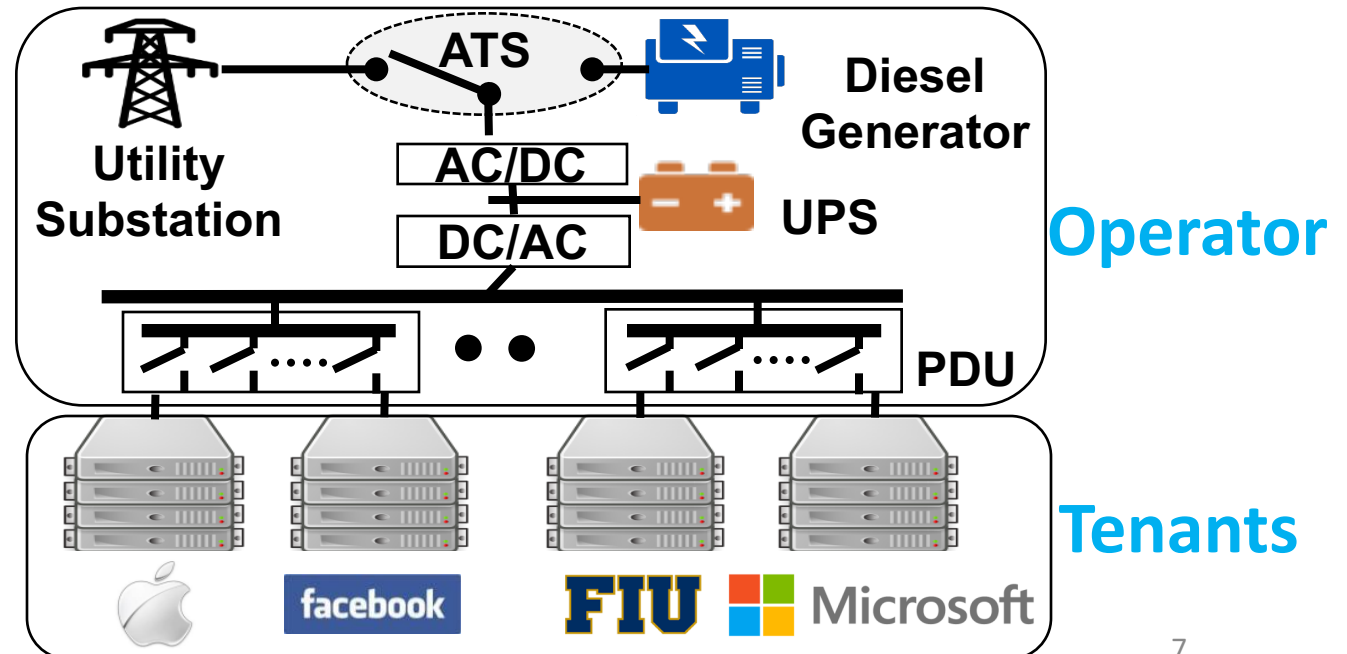 ATS
Diesel
Generator
Utility
Substation
AC/DC
UPS
DC/AC
Operator
PDU
Tenants
facebook
FIU
Microsoft
7